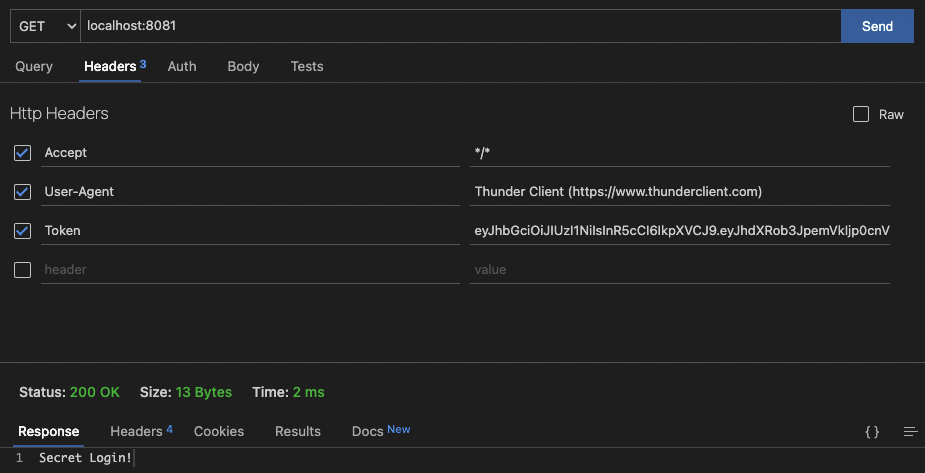 GET localhost:8081 Send
Query Headers 3 Auth Body Tests
Http Headers Raw
Accept */*
User-Agent Thunder Client (https://www.thunderclient.com)
Token eyJhbGciOiJIUzI1NiIsInR5cCI6IkpXVCJ9.eyJhdXRob3JpemVkIjp0cnV
header value
Status: 200 OK Size: 13 Bytes Time: 2 ms
Response Headers 4 Cookies Results Docs New { }
1 Secret Login!